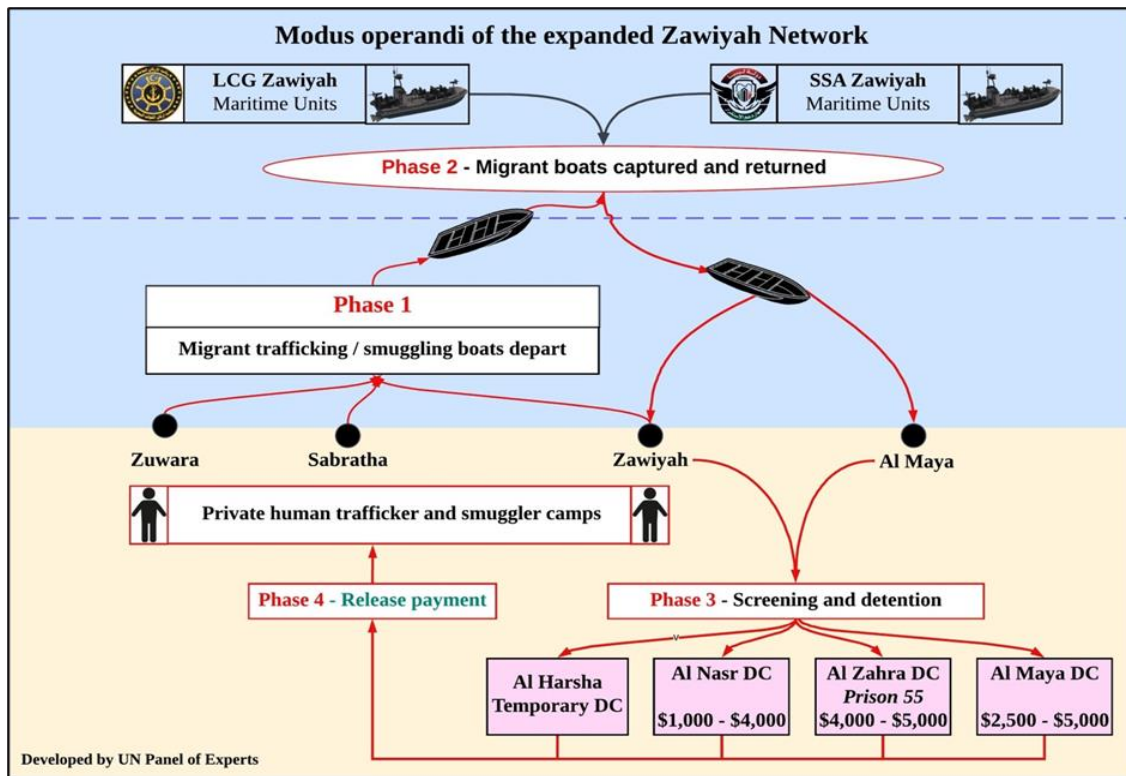 Modus operandi of the expanded Zawiyah Network
LCG Zawiyah
Maritime Units
SSA Zawiyah
Maritime Units
Phase 2 - Migrant boats captured and returned
Phase 1
Migrant trafficking / smuggling boats depart
Zuwara
Sabratha
Zawiyah
Al Maya
Private human trafficker and smuggler camps
Phase 4 - Release payment
Phase 3 - Screening and detention
v
Al Harsha
Temporary DC
Al Nasr DC
$1,000 - $4,000
Al Zahra DC
Prison 55
$4,000 - $5,000
Al Maya DC
$2,500 - $5,000
Developed by UN Panel of Experts